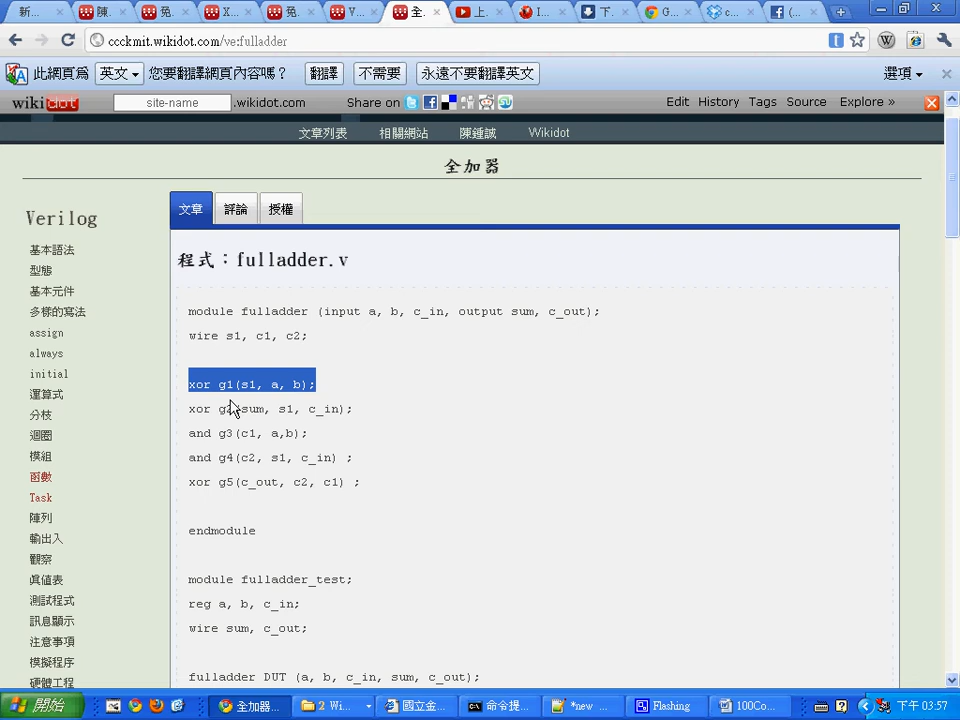 新...
陳.
兔.
X...
兔.
V...
全.
上.
I...
下.
G...
c...
(...
ccckmit.wikidot.com/ve:fulladder
此網頁為 英文 您要翻譯網頁內容嗎？ 翻譯 不需要 永遠不要翻譯英文 選項
wikidot site-name .wikidot.com Share on Edit History Tags Source Explore »
文章列表 相關網站 陳鍾誠 Wikidot
全加器
Verilog
基本語法
型態
基本元件
多樣的寫法
assign
always
initial
運算式
分枝
迴圈
模組
函數
Task
陣列
輸出入
觀察
真值表
測試程式
訊息顯示
注意事項
模擬程序
硬體工程
文章 評論 授權
程式：fulladder.v
module fulladder (input a, b, c_in, output sum, c_out);
wire s1, c1, c2;
xor g1(s1, a, b);
xor g2(sum, s1, c_in);
and g3(c1, a,b);
and g4(c2, s1, c_in) ;
xor g5(c_out, c2, c1) ;
endmodule
module fulladder_test;
reg a, b, c_in;
wire sum, c_out;
fulladder DUT (a, b, c_in, sum, c_out);
開始 全加器... 2 Wi... 國立金... 命令提... *new ... Flashing 100Co... 下午 03:57